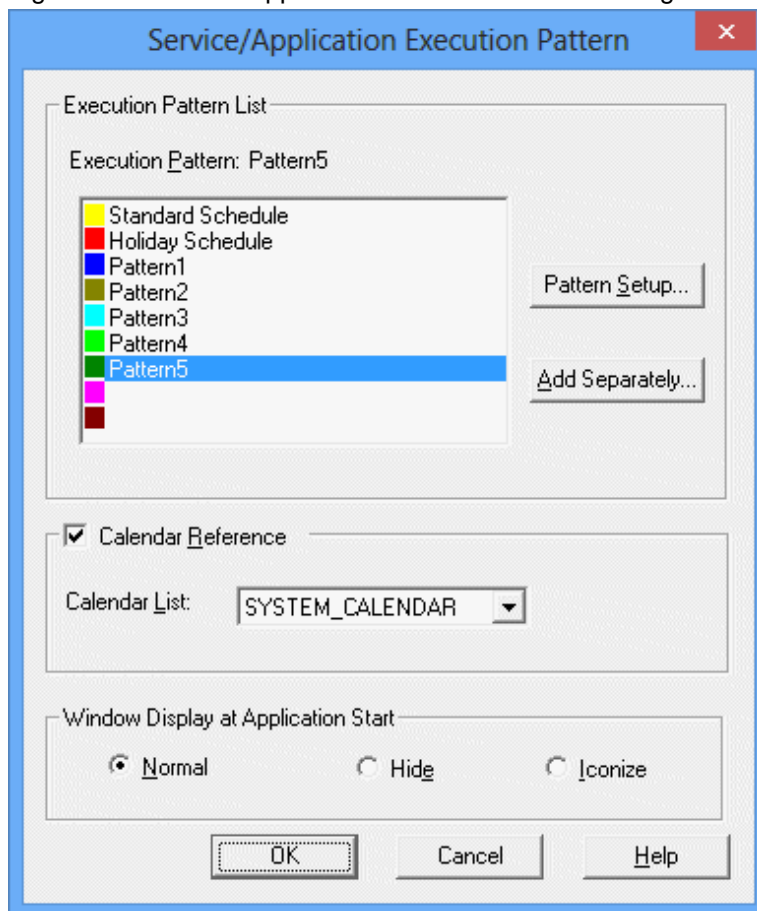 Service/Application Execution Pattern
Execution Pattern List
Execution Pattern: Pattern5
Standard Schedule
Holiday Schedule
Pattern1
Pattern2
Pattern3
Pattern4
Pattern5
Pattern Setup...
Add Separately...
Calendar Reference
Calendar List: SYSTEM_CALENDAR
Window Display at Application Start
Normal Hide Iconize
OK Cancel Help